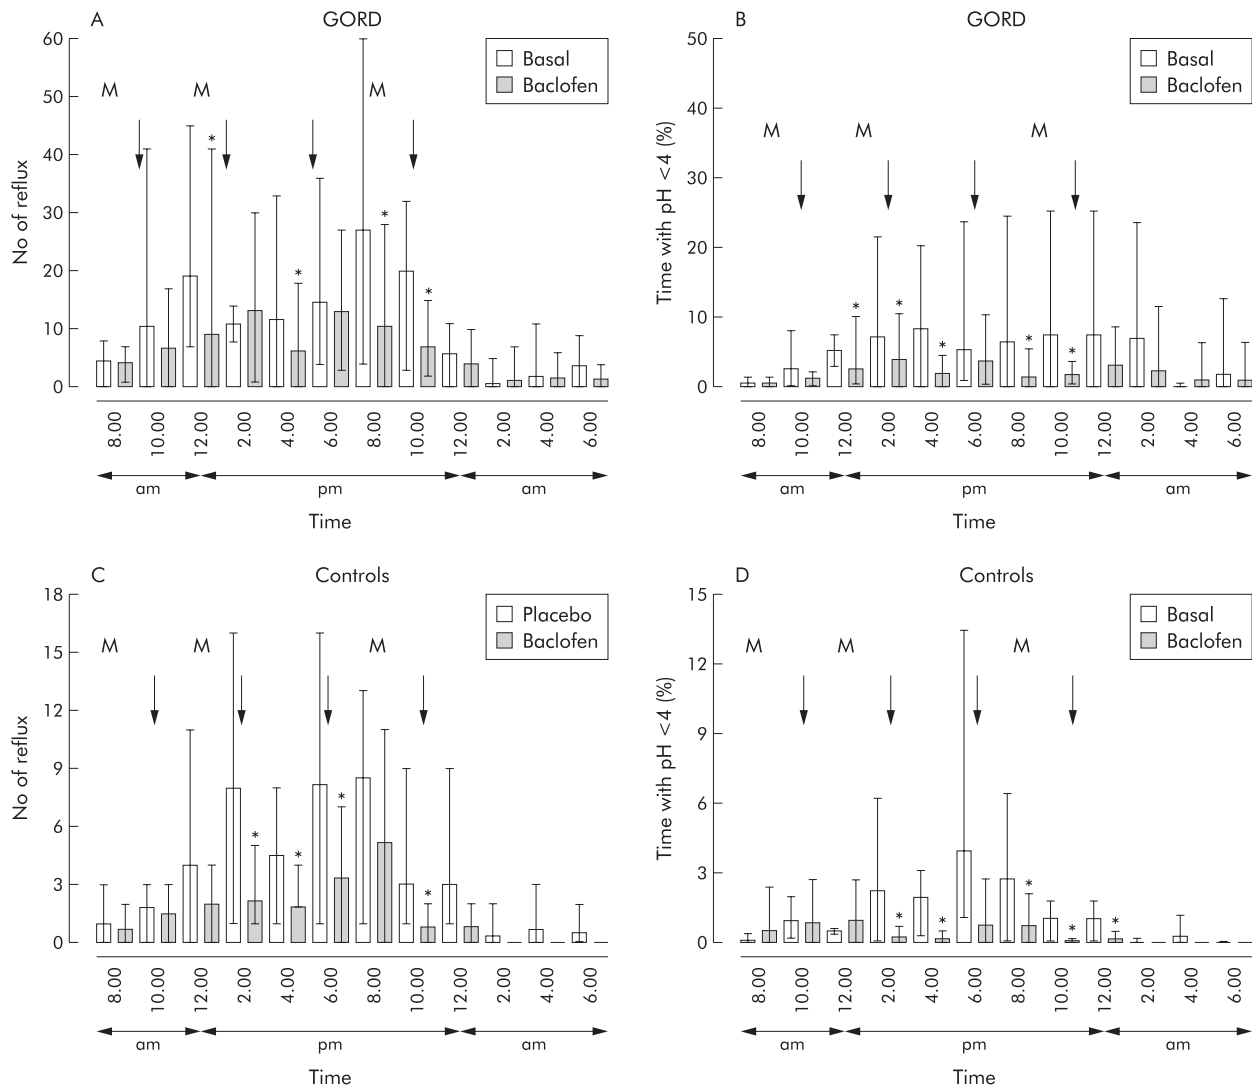 A
GORD
60
50
40
30
20
10
0
No of reflux
Basal
Baclofen
M
M
M
*
*
*
*
8.00
10.00
12.00
2.00
4.00
6.00
8.00
10.00
12.00
2.00
4.00
6.00
am
pm
am
Time
B
GORD
50
40
30
20
10
0
Time with pH <4 (%)
Basal
Baclofen
M
M
M
*
*
*
*
*
8.00
10.00
12.00
2.00
4.00
6.00
8.00
10.00
12.00
2.00
4.00
6.00
am
pm
am
Time
C
Controls
18
15
12
9
6
3
0
No of reflux
Placebo
Baclofen
M
M
M
*
*
*
*
8.00
10.00
12.00
2.00
4.00
6.00
8.00
10.00
12.00
2.00
4.00
6.00
am
pm
am
Time
D
Controls
15
12
9
6
3
0
Time with pH <4 (%)
Basal
Baclofen
M
M
M
*
*
*
*
*
8.00
10.00
12.00
2.00
4.00
6.00
8.00
10.00
12.00
2.00
4.00
6.00
am
pm
am
Time